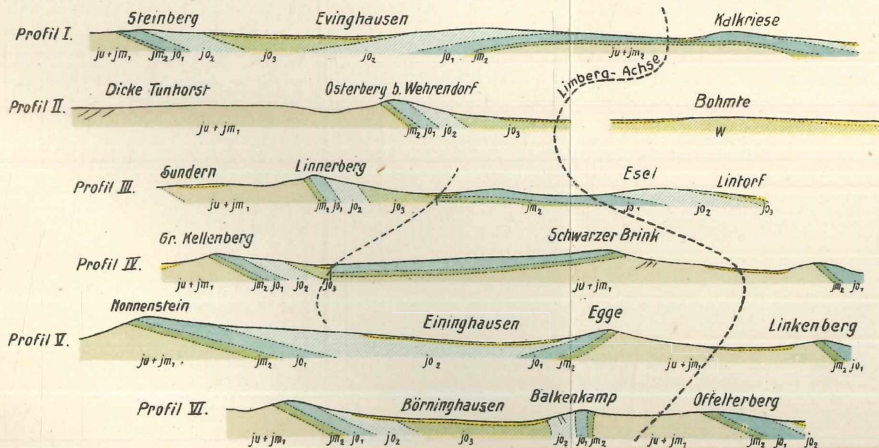 Steinberg Evinghausen Kalkriese
Profil I.
ju+jm₁ jm₂ jo₁ jo₂ jo₃ jo₂ jo₁ jm₂ ju+jm₁
Limberg-Achse
Dicke Tunhorst Osterberg b. Wehrendorf Bohmte
Profil II.
ju+jm₁ jm₂ jo₁ jo₂ jo₃ W
Sundern Linnerberg Esel Lintorf
Profil III.
ju+jm₁ jm₂ jo₁ jo₂ jo₃ jm₂ jo₁ jo₂ jo₃
Gr. Kellenberg Schwarzer Brink
Profil IV.
ju+jm₁ jm₂ jo₁ jo₂ jo₃ ju+jm₁ jm₂ jo₁
Nonnenstein Eininghausen Egge Linkenberg
Profil V.
ju+jm₁ jm₂ jo₁ jo₂ jo₁ jm₂ ju+jm₁ jm₂ jo₁
Börninghausen Balkenkamp Offelterberg
Profil VI.
ju+jm₁ jm₂ jo₁ jo₂ jo₃ jo₂ jo₁ jm₂ ju+jm₁ jm₂ jo₁ jo₂